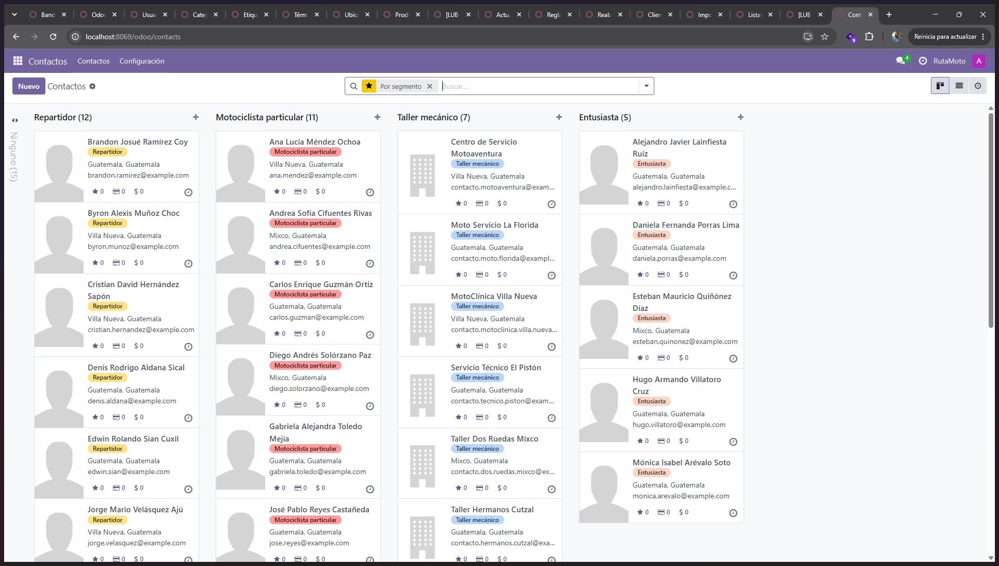 Band
Odoc
Usua
Categ
Etiqu
Térm
Ubica
Produ
[LUB-
Actua
Regla
Reab
Clien
Impo
Listas
[LUB-
Cont
localhost:8069/odoo/contacts
9
Reinicia para actualizar
Contactos
Contactos
Configuración
4
RutaMoto
A
Nuevo
Contactos
Por segmento
Buscar...
Ninguno (15)
Repartidor (12)
Brandon Josué Ramírez Coy
Repartidor
Guatemala, Guatemala
brandon.ramirez@example.com
0 0 $ 0
Byron Alexis Muñoz Choc
Repartidor
Villa Nueva, Guatemala
byron.munoz@example.com
0 0 $ 0
Cristian David Hernández
Sapón
Repartidor
Villa Nueva, Guatemala
cristian.hernandez@example.com
0 0 $ 0
Denis Rodrigo Aldana Sical
Repartidor
Guatemala, Guatemala
denis.aldana@example.com
0 0 $ 0
Edwin Rolando Sian Cuxil
Repartidor
Guatemala, Guatemala
edwin.sian@example.com
0 0 $ 0
Jorge Mario Velásquez Ajú
Repartidor
Villa Nueva, Guatemala
jorge.velasquez@example.com
0 0 $ 0
Motociclista particular (11)
Ana Lucía Méndez Ochoa
Motociclista particular
Villa Nueva, Guatemala
ana.mendez@example.com
0 0 $ 0
Andrea Sofía Cifuentes Rivas
Motociclista particular
Mixco, Guatemala
andrea.cifuentes@example.com
0 0 $ 0
Carlos Enrique Guzmán Ortiz
Motociclista particular
Guatemala, Guatemala
carlos.guzman@example.com
0 0 $ 0
Diego Andrés Solórzano Paz
Motociclista particular
Mixco, Guatemala
diego.solorzano@example.com
0 0 $ 0
Gabriela Alejandra Toledo
Mejía
Motociclista particular
Guatemala, Guatemala
gabriela.toledo@example.com
0 0 $ 0
José Pablo Reyes Castañeda
Motociclista particular
Guatemala, Guatemala
jose.reyes@example.com
0 0 $ 0
Taller mecánico (7)
Centro de Servicio
Motoaventura
Taller mecánico
Villa Nueva, Guatemala
contacto.motoaventura@exam...
0 0 $ 0
Moto Servicio La Florida
Taller mecánico
Guatemala, Guatemala
contacto.moto.florida@exampl...
0 0 $ 0
MotoClínica Villa Nueva
Taller mecánico
Villa Nueva, Guatemala
contacto.motoclinica.villa.nueva...
0 0 $ 0
Servicio Técnico El Pistón
Taller mecánico
Guatemala, Guatemala
contacto.tecnico.piston@exam...
0 0 $ 0
Taller Dos Ruedas Mixco
Taller mecánico
Mixco, Guatemala
contacto.dos.ruedas.mixco@ex...
0 0 $ 0
Taller Hermanos Cutzal
Taller mecánico
Guatemala, Guatemala
contacto.hermanos.cutzal@exa...
0 0 $ 0
Entusiasta (5)
Alejandro Javier Lainfiesta
Ruiz
Entusiasta
Guatemala, Guatemala
alejandro.lainfiesta@example.c...
0 0 $ 0
Daniela Fernanda Porras Lima
Entusiasta
Guatemala, Guatemala
daniela.porras@example.com
0 0 $ 0
Esteban Mauricio Quiñónez
Díaz
Entusiasta
Mixco, Guatemala
esteban.quinonez@example.com
0 0 $ 0
Hugo Armando Villatoro
Cruz
Entusiasta
Guatemala, Guatemala
hugo.villatoro@example.com
0 0 $ 0
Mónica Isabel Arévalo Soto
Entusiasta
Guatemala, Guatemala
monica.arevalo@example.com
0 0 $ 0